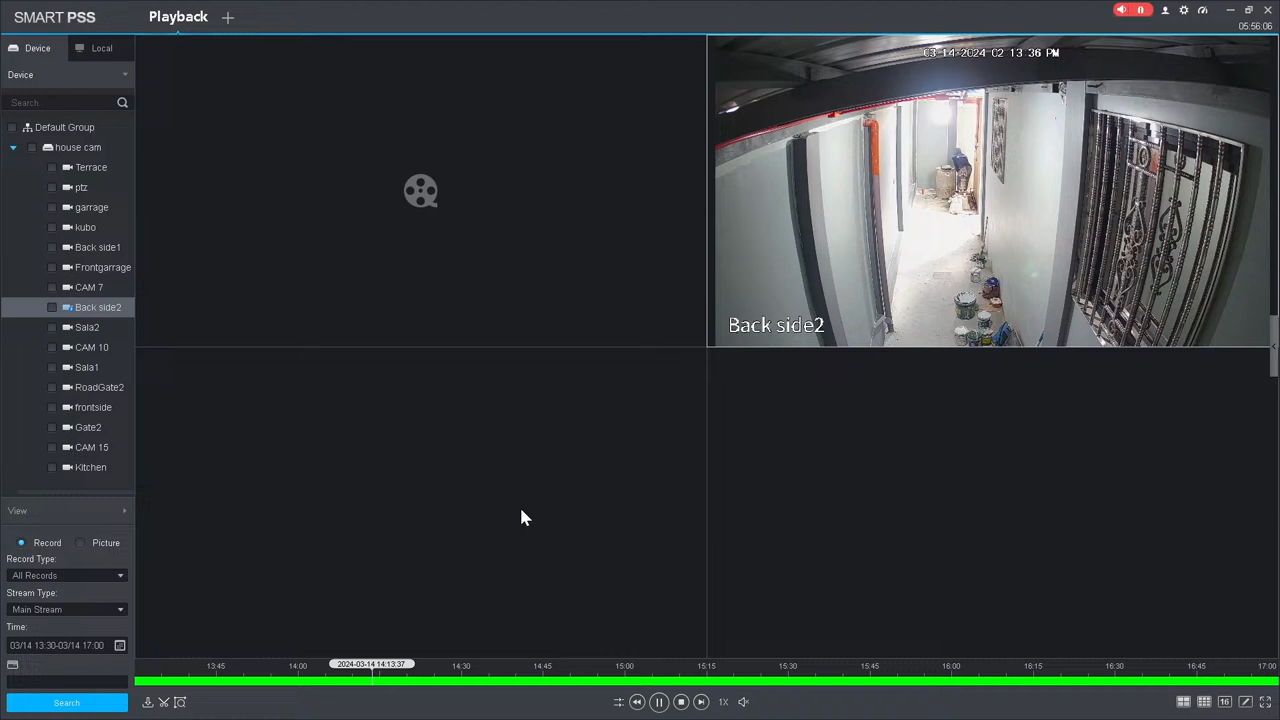 SMART PSS
Playback
05:56:06
Device
Local
Device
Search
Default Group
house cam
Terrace
ptz
garrage
kubo
Back side1
Frontgarrage
CAM 7
Back side2
Sala2
CAM 10
Sala1
RoadGate2
frontside
Gate2
CAM 15
Kitchen
View
Record
Picture
Record Type:
All Records
Stream Type:
Main Stream
Time:
03/14 13:30-03/14 17:00
Search
03-14-2024 02 13:36 PM
Back side2
13:45
14:00
2024-03-14 14:13:37
14:30
14:45
15:00
15:15
15:30
15:45
16:00
16:15
16:30
16:45
17:00
1X
16